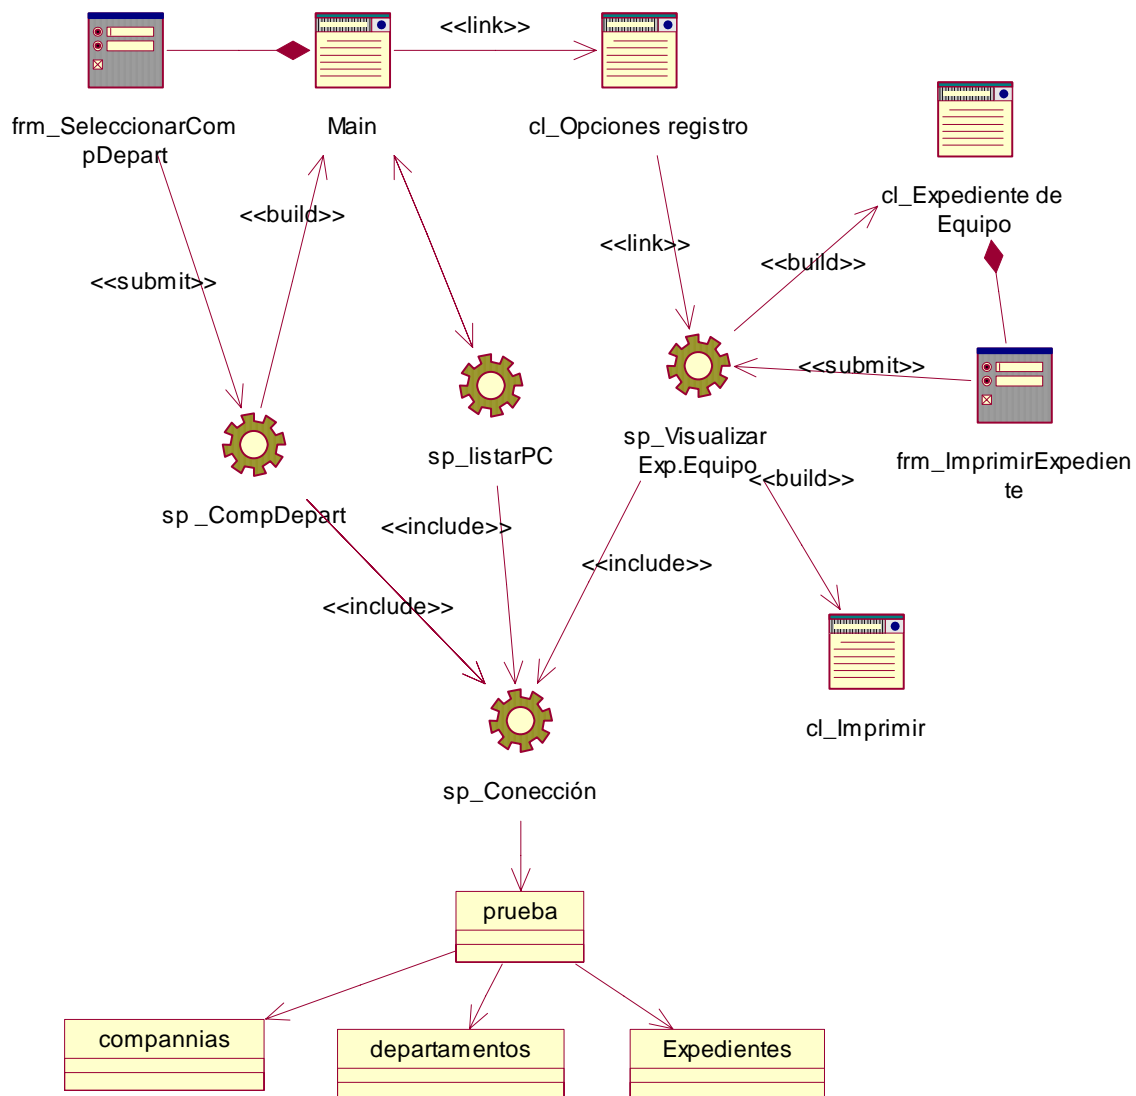 <<link>>
frm_SeleccionarCom
pDepart
Main
cl_Opciones registro
cl_Expediente de
Equipo
<<build>>
<<link>>
<<build>>
<<submit>>
<<submit>>
sp_listarPC
sp_Visualizar
Exp.Equipo
frm_ImprimirExpedien
te
<<build>>
sp _CompDepart
<<include>>
<<include>>
<<include>>
cl_Imprimir
sp_Conección
prueba
compannias
departamentos
Expedientes